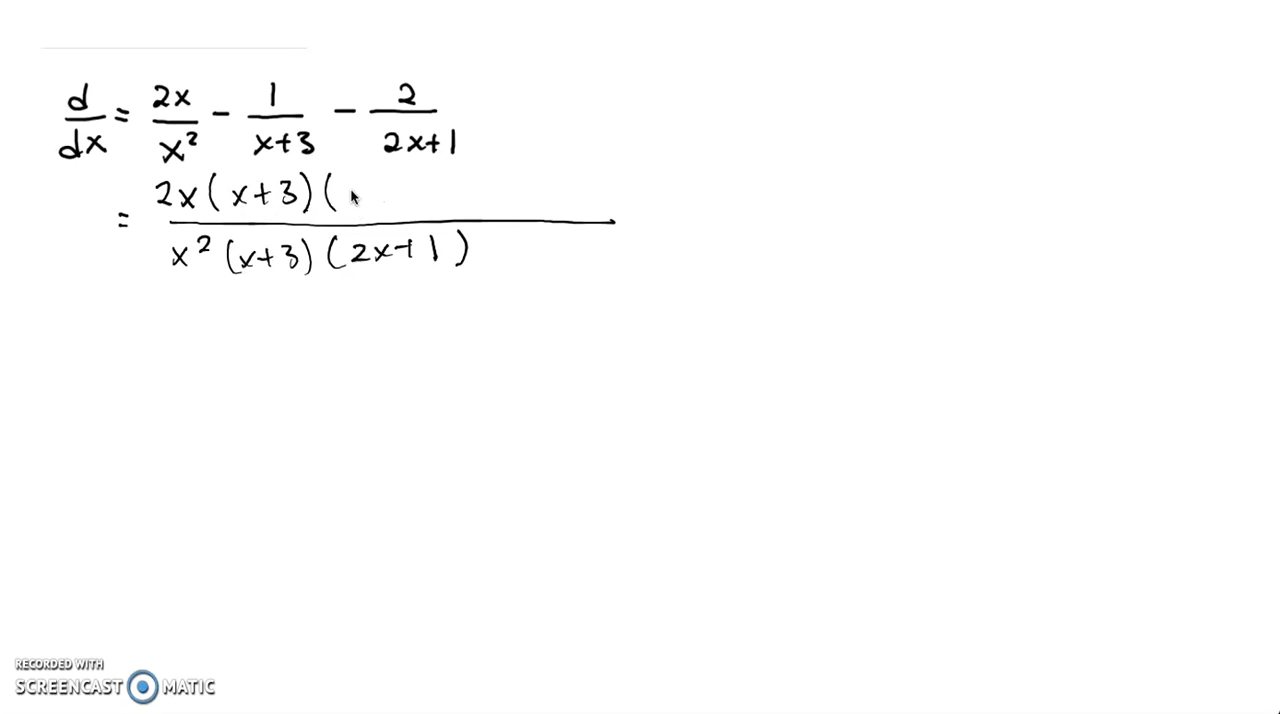 d/dx = 2x/x² - 1/x+3 - 2/2x+1
= 2x(x+3)(
x²(x+3)(2x+1)
RECORDED WITH
SCREENCAST MATIC